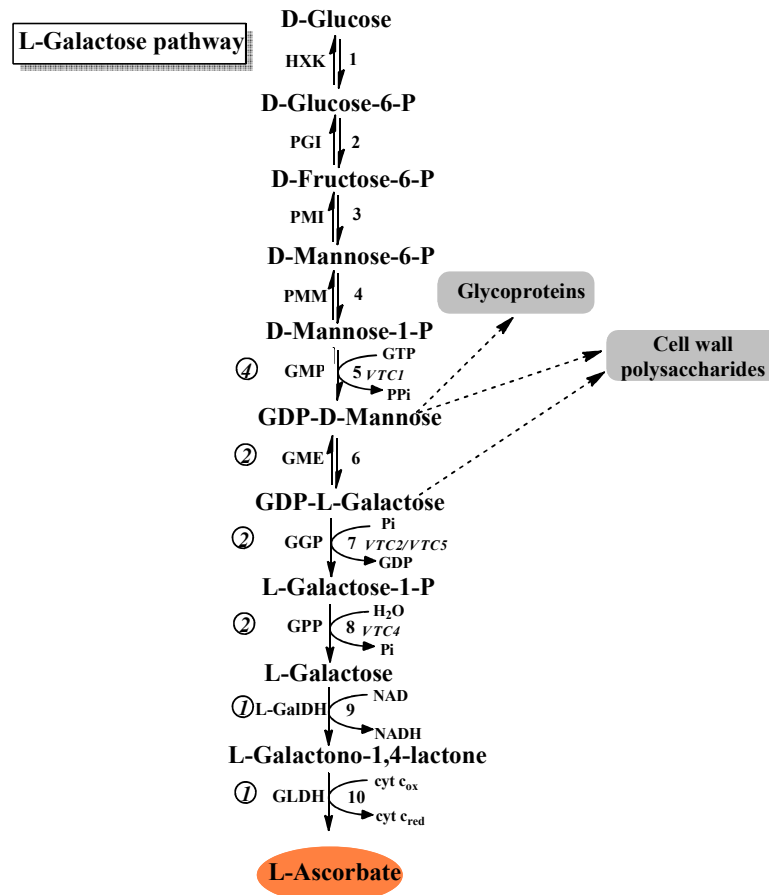 L-Galactose pathway
D-Glucose
HXK 1
D-Glucose-6-P
PGI 2
D-Fructose-6-P
PMI 3
D-Mannose-6-P
PMM 4
Glycoproteins
D-Mannose-1-P
Cell wall
polysaccharides
GTP
④ GMP 5 VTC1
PPi
GDP-D-Mannose
② GME 6
GDP-L-Galactose
Pi
② GGP 7 VTC2/VTC5
GDP
L-Galactose-1-P
H₂O
② GPP 8 VTC4
Pi
L-Galactose
NAD
① L-GalDH 9
NADH
L-Galactono-1,4-lactone
cyt c_ox
① GLDH 10
cyt c_red
L-Ascorbate